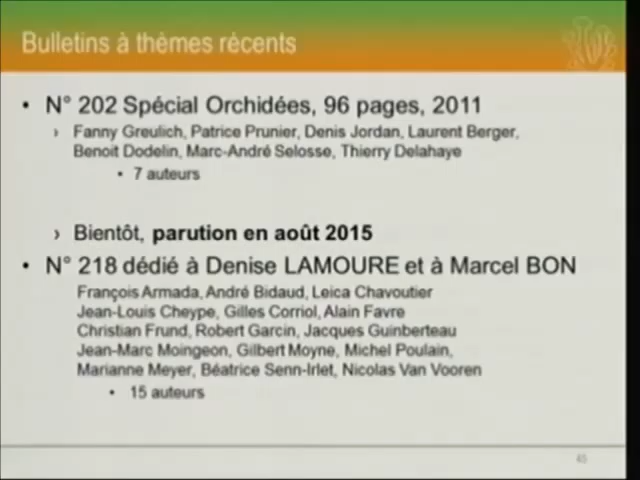 Bulletins à thèmes récents
• N° 202 Spécial Orchidées, 96 pages, 2011
› Fanny Greulich, Patrice Prunier, Denis Jordan, Laurent Berger,
Benoit Dodelin, Marc-André Selosse, Thierry Delahaye
• 7 auteurs
› Bientôt, parution en août 2015
• N° 218 dédié à Denise LAMOURE et à Marcel BON
François Armada, André Bidaud, Leica Chavoutier
Jean-Louis Cheype, Gilles Corriol, Alain Favre
Christian Frund, Robert Garcin, Jacques Guinberteau
Jean-Marc Moingeon, Gilbert Moyne, Michel Poulain,
Marianne Meyer, Béatrice Senn-Irlet, Nicolas Van Vooren
• 15 auteurs